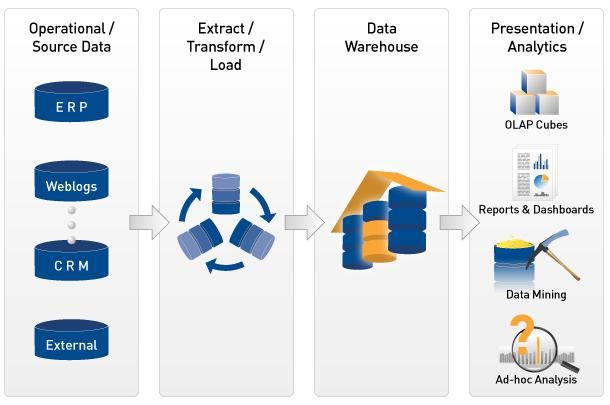 Operational /
Source Data
ERP
Weblogs
CRM
External
Extract /
Transform /
Load
Data
Warehouse
Presentation /
Analytics
OLAP Cubes
Reports & Dashboards
Data Mining
?
Ad-hoc Analysis